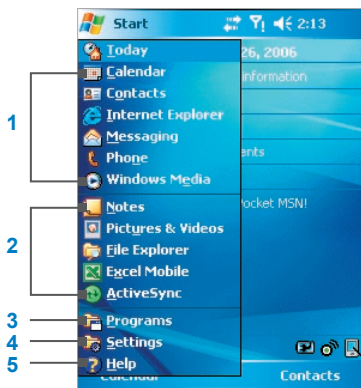 Start 2:13
Today
26, 2006
1
Calendar
information
Contacts
Internet Explorer
Messaging
Phone
ents
Windows Media
2
Notes
Pocket MSN!
Pictures & Videos
File Explorer
Excel Mobile
ActiveSync
3 Programs
4 Settings
5 Help
Calendar Contacts